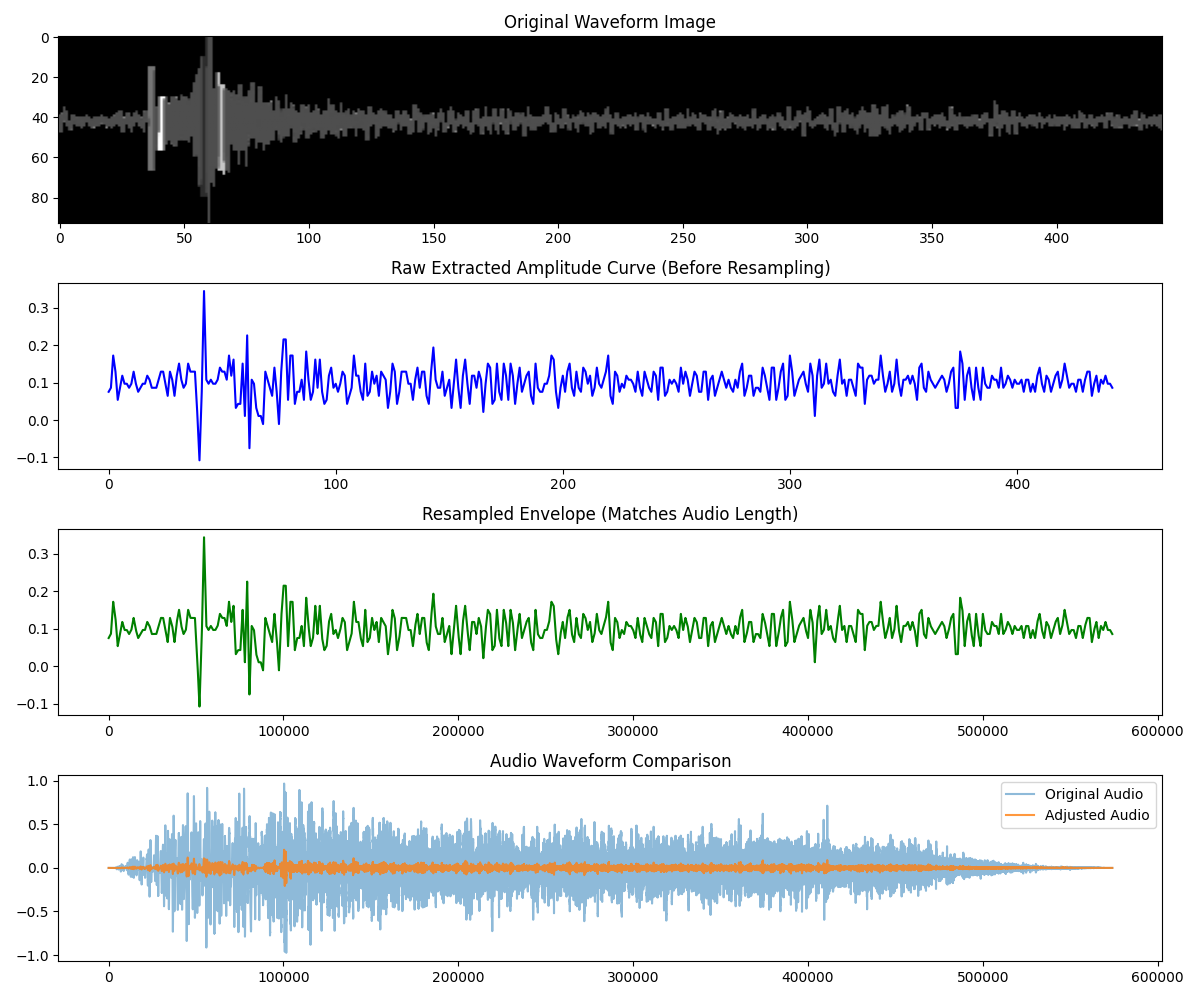 Original Waveform Image
0
20
40
60
80
0 50 100 150 200 250 300 350 400
Raw Extracted Amplitude Curve (Before Resampling)
0.3
0.2
0.1
0.0
−0.1
0 100 200 300 400
Resampled Envelope (Matches Audio Length)
0.3
0.2
0.1
0.0
−0.1
0 100000 200000 300000 400000 500000 600000
Audio Waveform Comparison
1.0
0.5
0.0
−0.5
−1.0
Original Audio
Adjusted Audio
0 100000 200000 300000 400000 500000 600000